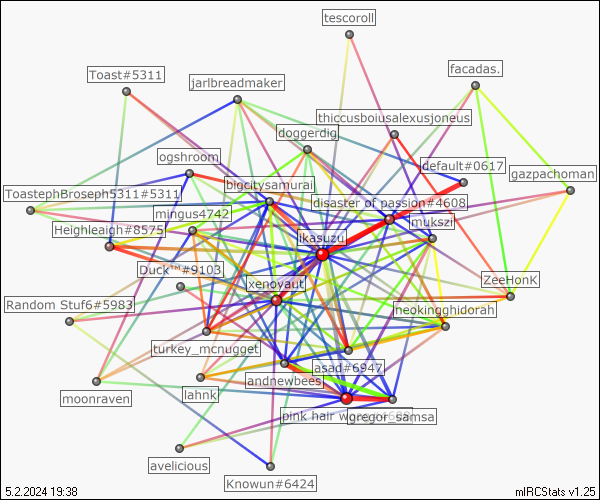 tescoroll
facadas.
Toast#5311
jarlbreadmaker
thiccusboiusalexusjoneus
doggerdig
ogshroom
default#0617
gazpachoman
bigcitysamurai
ToastephBroseph5311#5311
disaster of passion#4608
mingus4742
mukszi
Heighleaigh#8575
ikasuzu
Duck™#9103
xenovaut
ZeeHonK
Random Stuf6#5983
neokingghidorah
turkey_mcnugget
asad#6947
andnewbees
moonraven
lahnk
pink hair w
gregor_samsa
avelicious
Knowun#6424
5.2.2024 19:38
mIRCStats v1.25